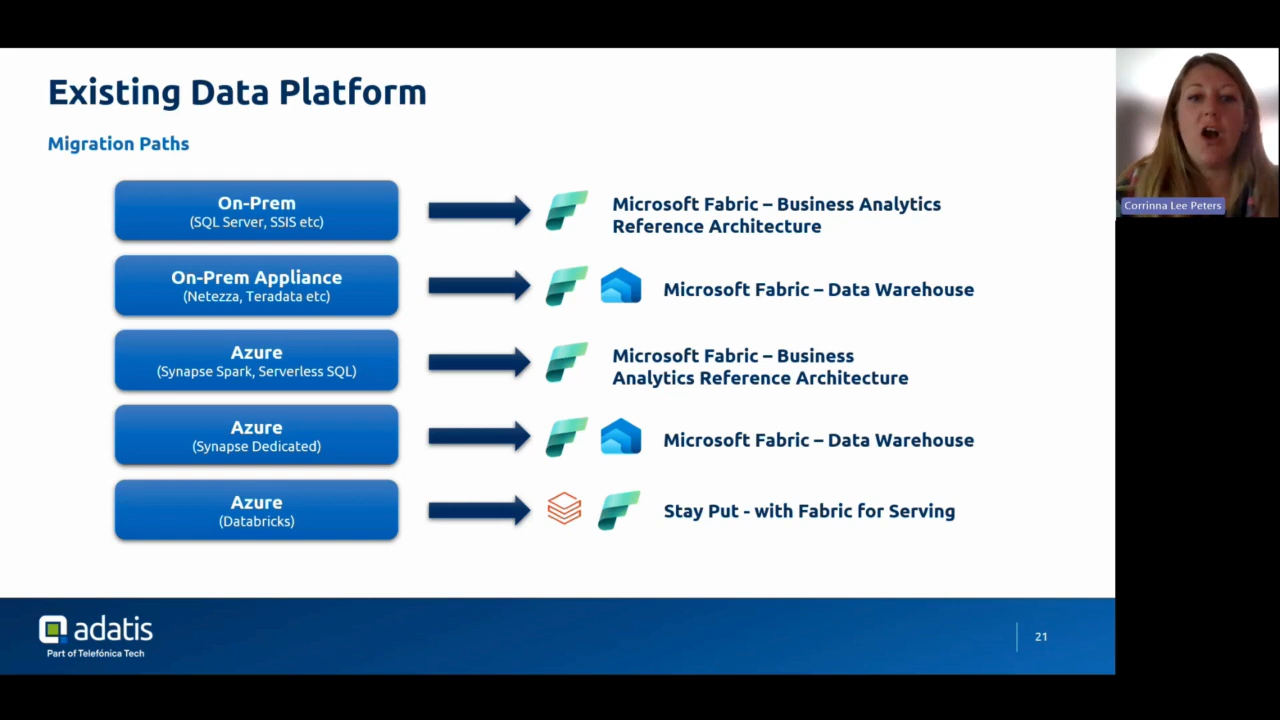 Existing Data Platform
Migration Paths
On-Prem
(SQL Server, SSIS etc)
Microsoft Fabric – Business Analytics
Reference Architecture
On-Prem Appliance
(Netezza, Teradata etc)
Microsoft Fabric – Data Warehouse
Azure
(Synapse Spark, Serverless SQL)
Microsoft Fabric – Business
Analytics Reference Architecture
Azure
(Synapse Dedicated)
Microsoft Fabric – Data Warehouse
Azure
(Databricks)
Stay Put - with Fabric for Serving
adatis
Part of Telefónica Tech
21
Corrinna Lee Peters